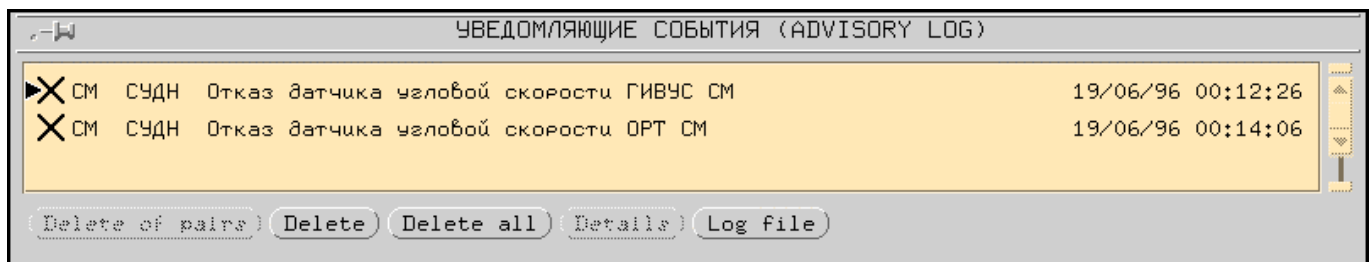 УВЕДОМЛЯЮЩИЕ СОБЫТИЯ (ADVISORY LOG)
СМ СУДН Отказ датчика угловой скорости ГИВУС СМ 19/06/96 00:12:26
СМ СУДН Отказ датчика угловой скорости ОРТ СМ 19/06/96 00:14:06
Delete of pairs Delete Delete all Details Log file